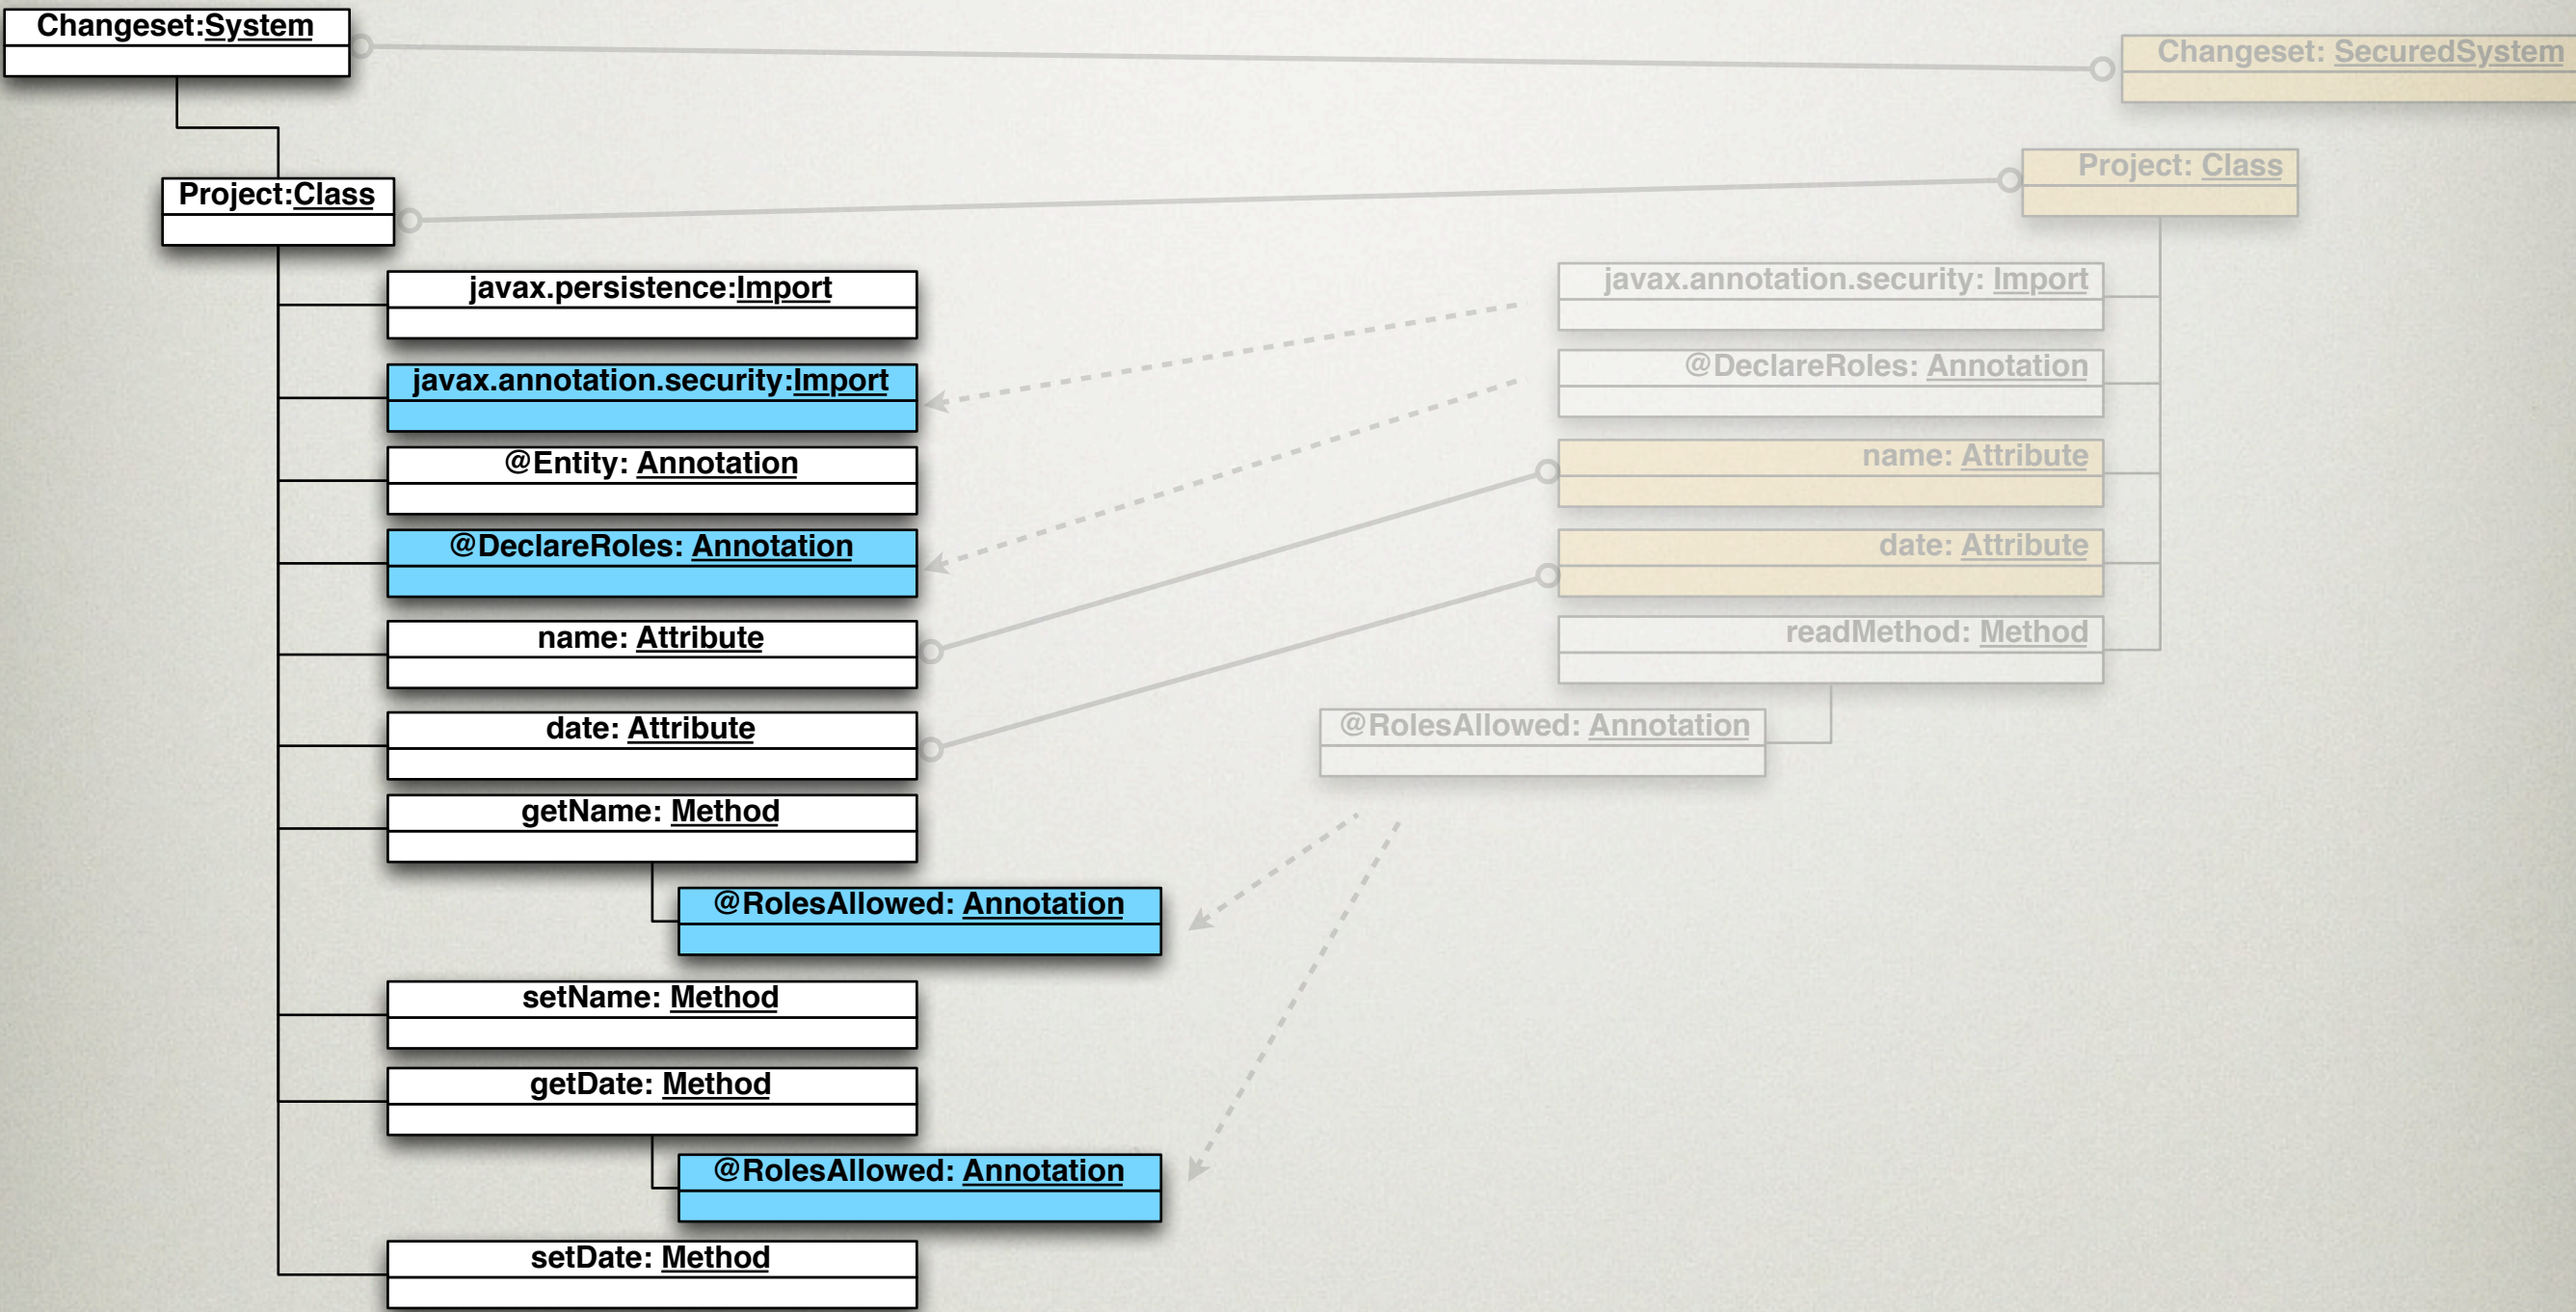 Changeset:System
Changeset: SecuredSystem
Project:Class
Project: Class
javax.persistence:Import
javax.annotation.security:Import
@Entity: Annotation
@DeclareRoles: Annotation
name: Attribute
date: Attribute
getName: Method
@RolesAllowed: Annotation
setName: Method
getDate: Method
@RolesAllowed: Annotation
setDate: Method
javax.annotation.security: Import
@DeclareRoles: Annotation
name: Attribute
date: Attribute
readMethod: Method
@RolesAllowed: Annotation